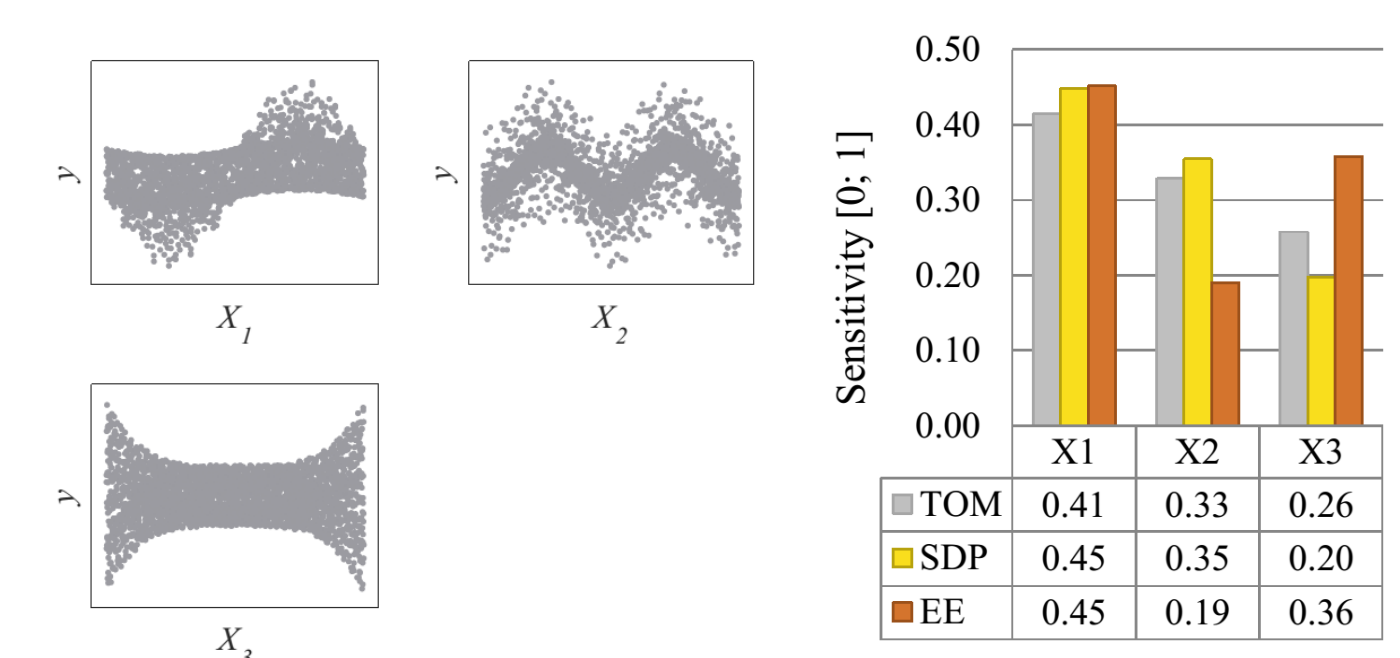 y
X1
y
X2
y
X3
Sensitivity [0; 1]
0.50
0.40
0.30
0.20
0.10
0.00
X1 X2 X3
TOM 0.41 0.33 0.26
SDP 0.45 0.35 0.20
EE 0.45 0.19 0.36